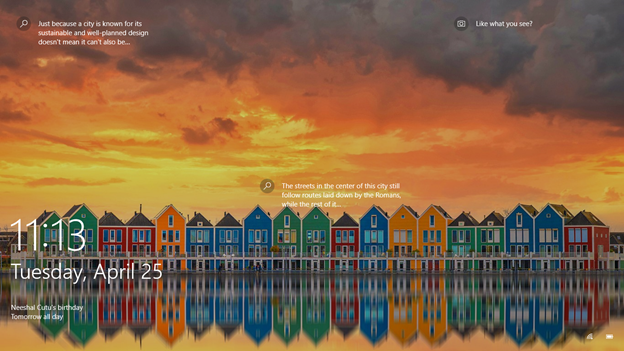 Just because a city is known for its
sustainable and well-planned design
doesn't mean it can't also be...
Like what you see?
The streets in the center of this city still
follow routes laid down by the Romans,
while the rest of it...
11:13
Tuesday, April 25
Neeshal Cutu's birthday
Tomorrow all day